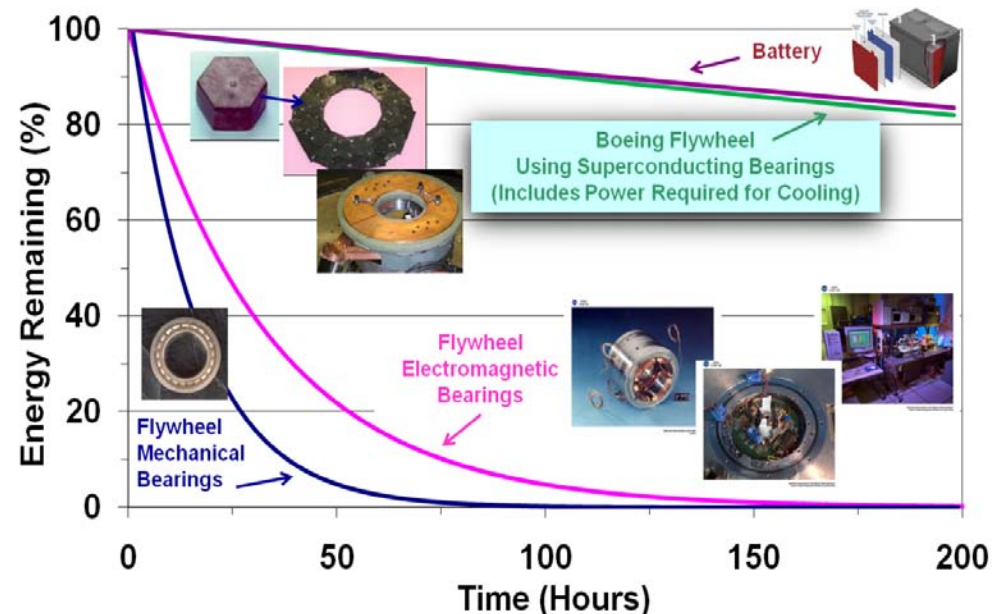 Energy Remaining (%)
100
80
60
40
20
0
Battery
Boeing Flywheel
Using Superconducting Bearings
(Includes Power Required for Cooling)
Flywheel
Electromagnetic
Bearings
Flywheel
Mechanical
Bearings
0
50
100
150
200
Time (Hours)